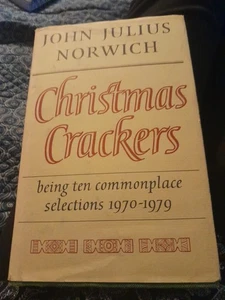 JOHN JULIUS
NORWICH
Christmas
Crackers
being ten commonplace
selections 1970-1979